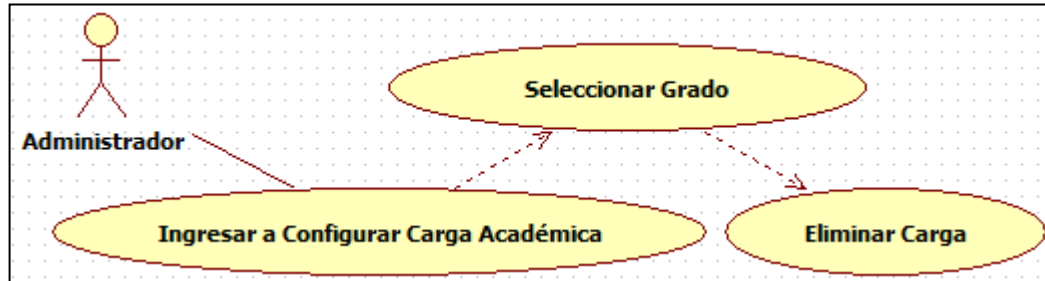 Seleccionar Grado
Administrador
Ingresar a Configurar Carga Académica
Eliminar Carga